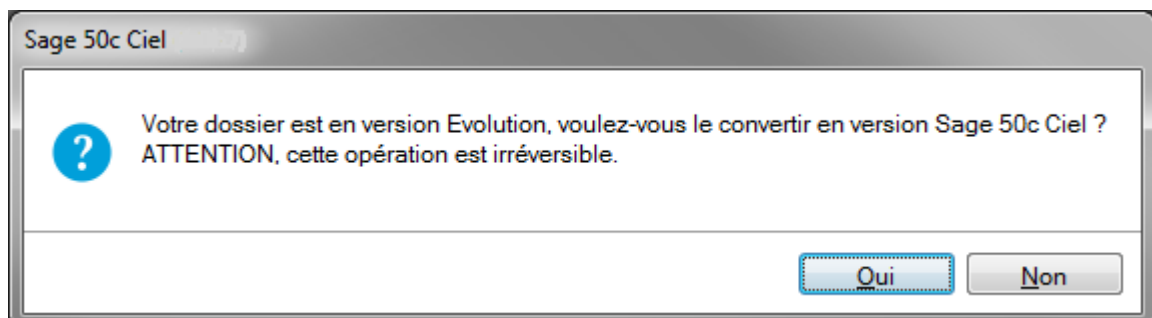 Sage 50c Ciel
Votre dossier est en version Evolution, voulez-vous le convertir en version Sage 50c Ciel ?
ATTENTION, cette opération est irréversible.
Oui
Non